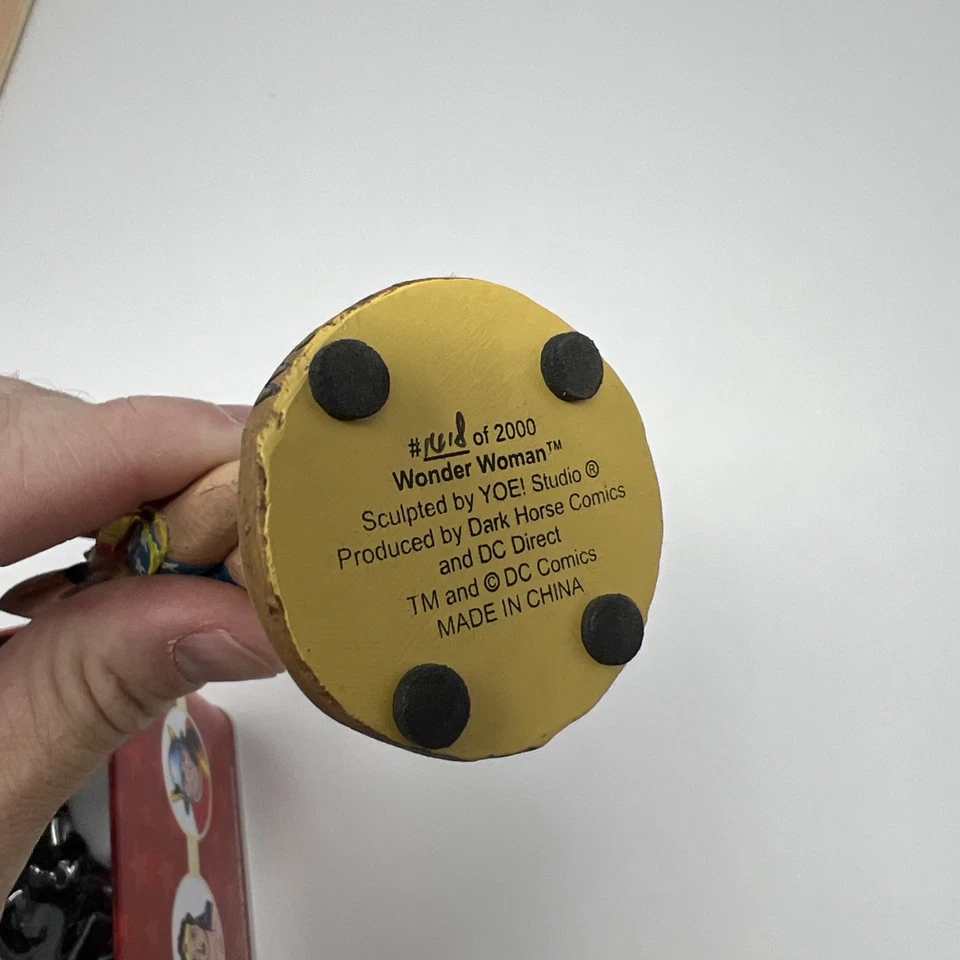 #1418 of 2000
Wonder Woman™
Sculpted by YOE! Studio ®
Produced by Dark Horse Comics
and DC Direct
TM and © DC Comics
MADE IN CHINA